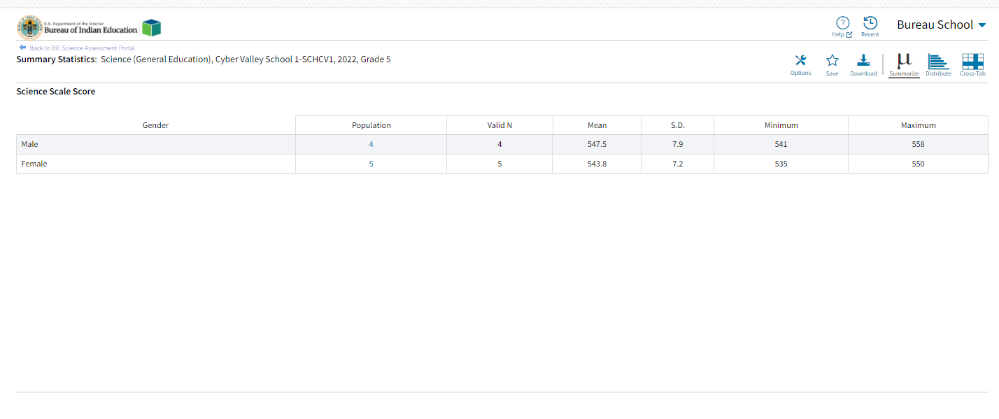 U.S. Department of the Interior
Bureau of Indian Education
Help
Recent
Bureau School
Back to BIE Science Assessment Portal
Summary Statistics: Science (General Education), Cyber Valley School 1-SCHCV1, 2022, Grade 5
Options
Save
Download
μ
Summarize
Distribute
Cross-Tab
Science Scale Score
Gender Population Valid N Mean S.D. Minimum Maximum
Male 4 4 547.5 7.9 541 558
Female 5 5 543.8 7.2 535 550